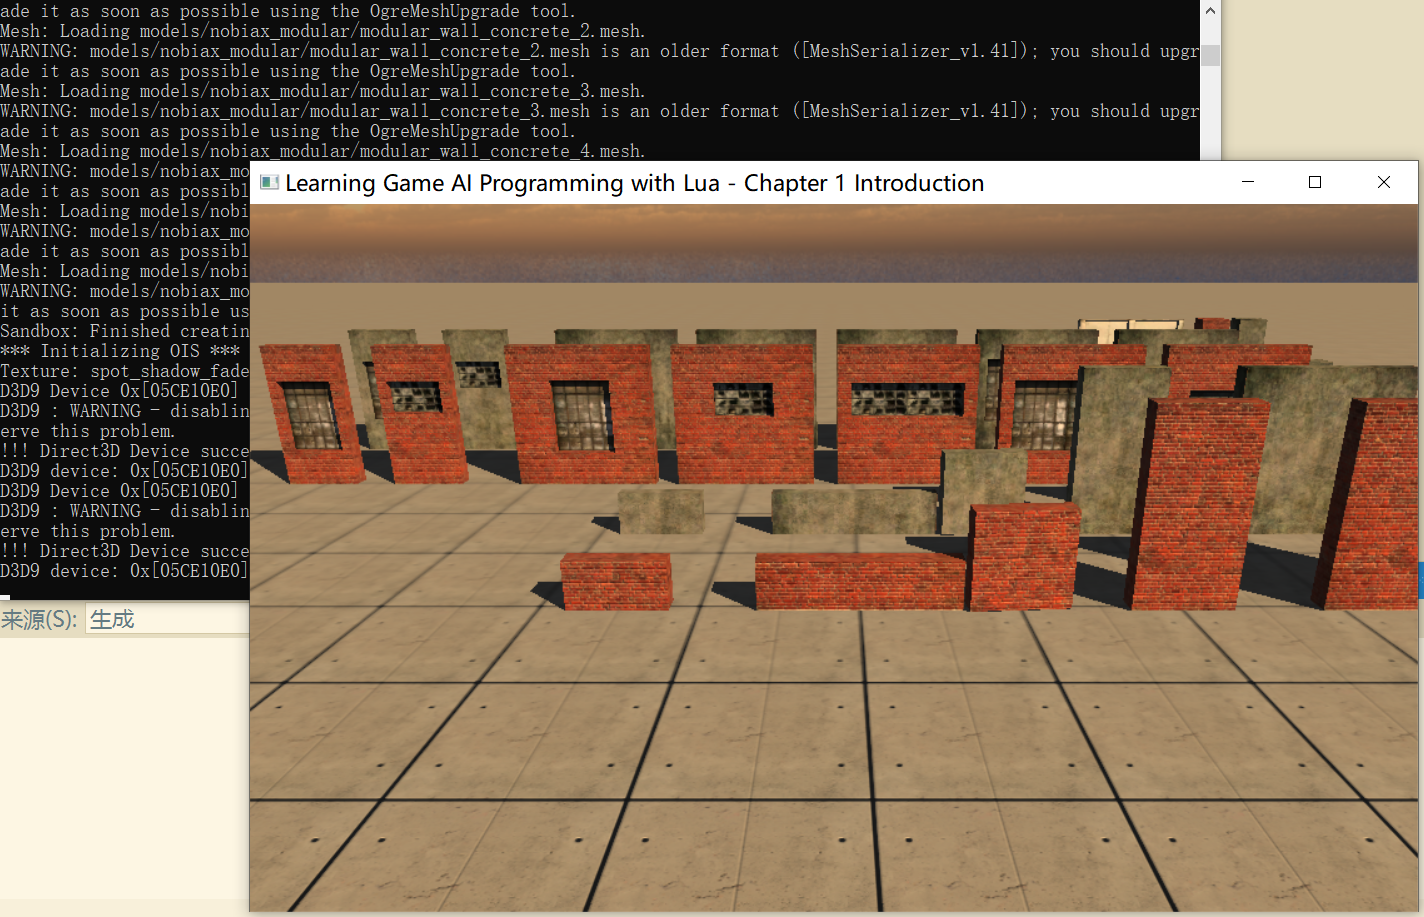 ade it as soon as possible using the OgreMeshUpgrade tool.
Mesh: Loading models/nobiax_modular/modular_wall_concrete_2.mesh.
WARNING: models/nobiax_modular/modular_wall_concrete_2.mesh is an older format ([MeshSerializer_v1.41]); you should upgr
ade it as soon as possible using the OgreMeshUpgrade tool.
Mesh: Loading models/nobiax_modular/modular_wall_concrete_3.mesh.
WARNING: models/nobiax_modular/modular_wall_concrete_3.mesh is an older format ([MeshSerializer_v1.41]); you should upgr
ade it as soon as possible using the OgreMeshUpgrade tool.
Mesh: Loading models/nobiax_modular/modular_wall_concrete_4.mesh.
WARNING: models/nobiax_mo
ade it as soon as possibl
Mesh: Loading models/nobi
WARNING: models/nobiax_mo
ade it as soon as possibl
Mesh: Loading models/nobi
WARNING: models/nobiax_mo
it as soon as possible us
Sandbox: Finished creatin
*** Initializing OIS ***
Texture: spot_shadow_fade
D3D9 Device 0x[05CE10E0]
D3D9 : WARNING - disablin
erve this problem.
!!! Direct3D Device succe
D3D9 device: 0x[05CE10E0]
D3D9 Device 0x[05CE10E0]
D3D9 : WARNING - disablin
erve this problem.
!!! Direct3D Device succe
D3D9 device: 0x[05CE10E0]
Learning Game AI Programming with Lua - Chapter 1 Introduction
来源(S): 生成